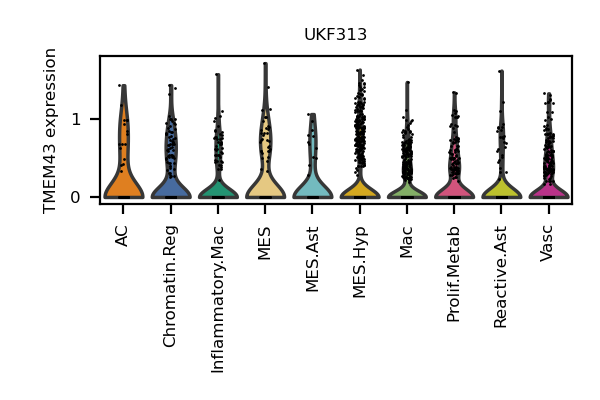 UKF313
TMEM43 expression
1
0
AC
Chromatin.Reg
Inflammatory.Mac
MES
MES.Ast
MES.Hyp
Mac
Prolif.Metab
Reactive.Ast
Vasc